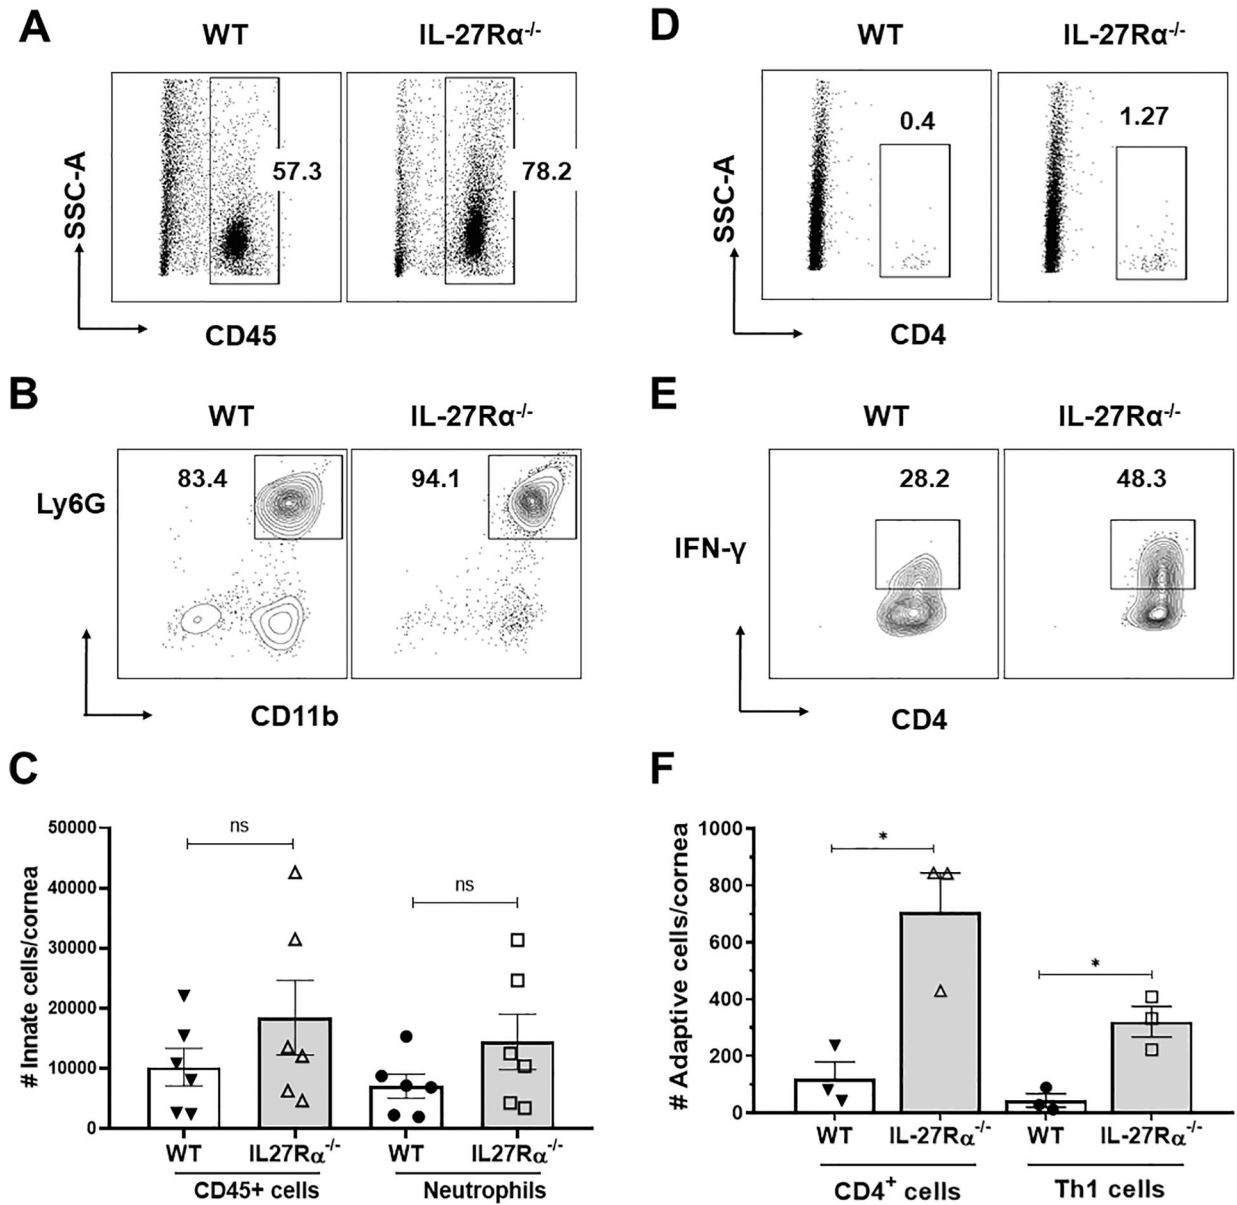 A
WT
IL-27Rα-/-
57.3
78.2
SSC-A
CD45
B
WT
IL-27Rα-/-
83.4
94.1
Ly6G
CD11b
C
50000
40000
30000
20000
10000
0
# Innate cells/cornea
ns
ns
WT
IL27Rα-/-
WT
IL27Rα-/-
CD45+ cells
Neutrophils
D
WT
IL-27Rα-/-
0.4
1.27
SSC-A
CD4
E
WT
IL-27Rα-/-
28.2
48.3
IFN-γ
CD4
F
1000
800
600
400
200
0
# Adaptive cells/cornea
*
*
WT
IL-27Rα-/-
WT
IL-27Rα-/-
CD4+ cells
Th1 cells